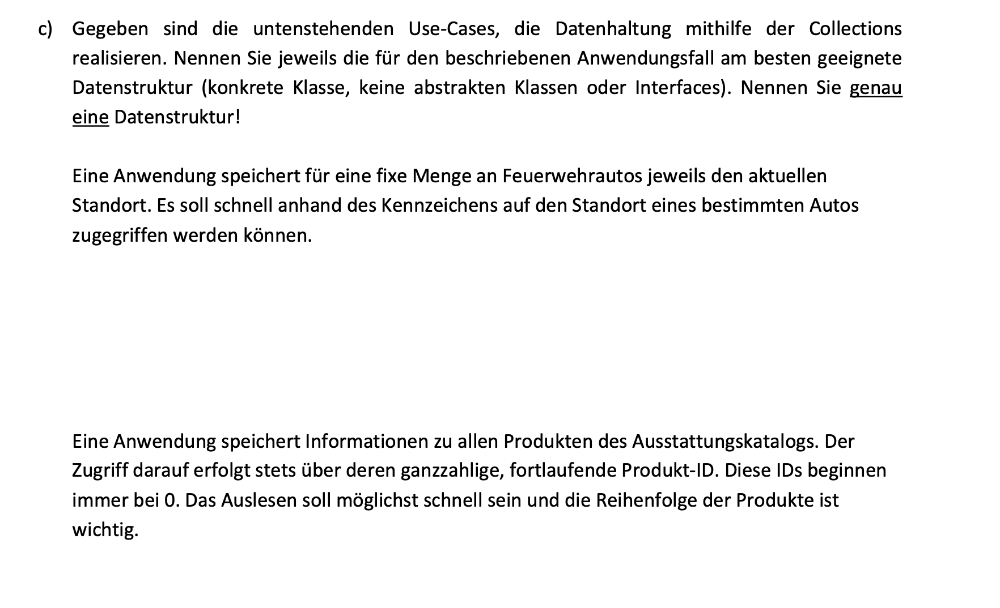 c) Gegeben sind die untenstehenden Use-Cases, die Datenhaltung mithilfe der Collections
realisieren. Nennen Sie jeweils die für den beschriebenen Anwendungsfall am besten geeignete
Datenstruktur (konkrete Klasse, keine abstrakten Klassen oder Interfaces). Nennen Sie genau
eine Datenstruktur!
Eine Anwendung speichert für eine fixe Menge an Feuerwehrautos jeweils den aktuellen
Standort. Es soll schnell anhand des Kennzeichens auf den Standort eines bestimmten Autos
zugegriffen werden können.
Eine Anwendung speichert Informationen zu allen Produkten des Ausstattungskatalogs. Der
Zugriff darauf erfolgt stets über deren ganzzahlige, fortlaufende Produkt-ID. Diese IDs beginnen
immer bei 0. Das Auslesen soll möglichst schnell sein und die Reihenfolge der Produkte ist
wichtig.